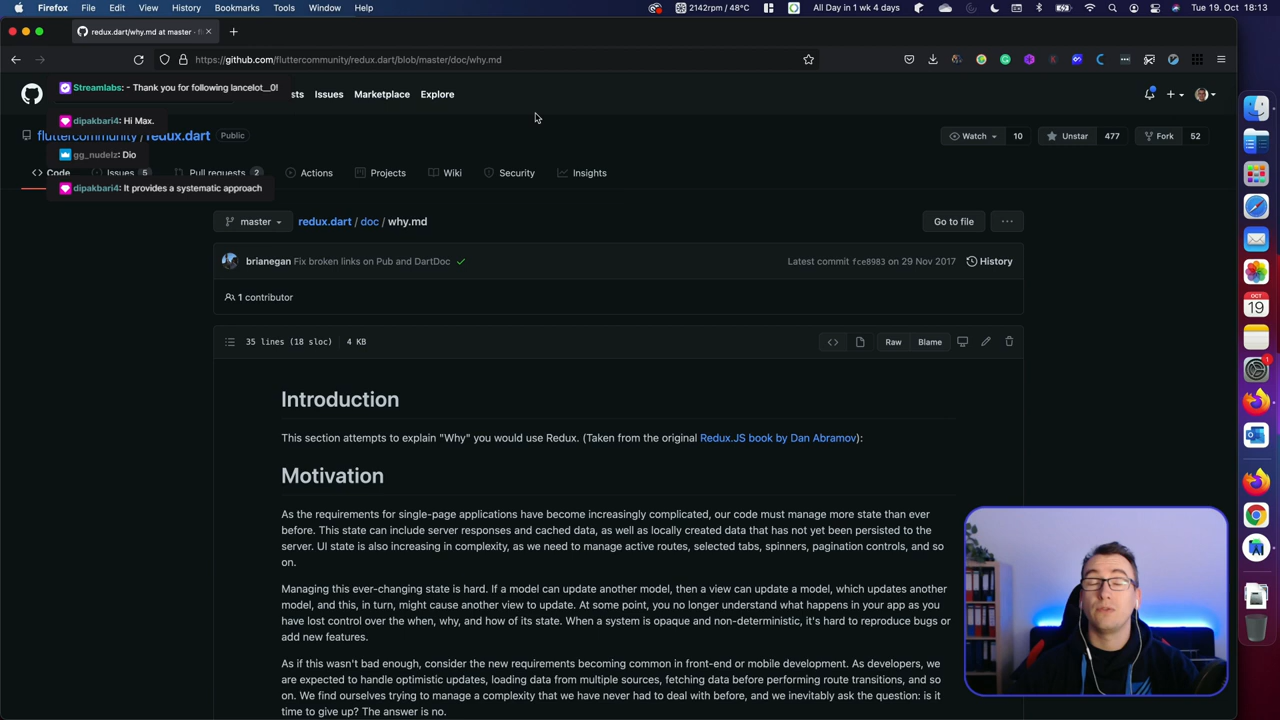 Firefox File Edit View History Bookmarks Tools Window Help 2142rpm / 48°C All Day in 1 wk 4 days Tue 19. Oct 18:13
redux.dart/why.md at master · f
https://github.com/fluttercommunity/redux.dart/blob/master/doc/why.md
Streamlabs: - Thank you for following lancelot__0!
sts Issues Marketplace Explore
dipakbari4: Hi Max.
fluttercommunity / redux.dart Public
Watch 10 Unstar 477 Fork 52
gg_nudelz: Dio
Code Issues 5 Pull requests 2 Actions Projects Wiki Security Insights
dipakbari4: It provides a systematic approach
master redux.dart / doc / why.md Go to file
brianegan Fix broken links on Pub and DartDoc Latest commit fce8983 on 29 Nov 2017 History
1 contributor
35 lines (18 sloc) 4 KB Raw Blame
Introduction
This section attempts to explain "Why" you would use Redux. (Taken from the original Redux.JS book by Dan Abramov):
Motivation
As the requirements for single-page applications have become increasingly complicated, our code must manage more state than ever
before. This state can include server responses and cached data, as well as locally created data that has not yet been persisted to the
server. UI state is also increasing in complexity, as we need to manage active routes, selected tabs, spinners, pagination controls, and so
on.
Managing this ever-changing state is hard. If a model can update another model, then a view can update a model, which updates another
model, and this, in turn, might cause another view to update. At some point, you no longer understand what happens in your app as you
have lost control over the when, why, and how of its state. When a system is opaque and non-deterministic, it's hard to reproduce bugs or
add new features.
As if this wasn't bad enough, consider the new requirements becoming common in front-end or mobile development. As developers, we
are expected to handle optimistic updates, loading data from multiple sources, fetching data before performing route transitions, and so
on. We find ourselves trying to manage a complexity that we have never had to deal with before, and we inevitably ask the question: is it
time to give up? The answer is no.
OCT
19
1